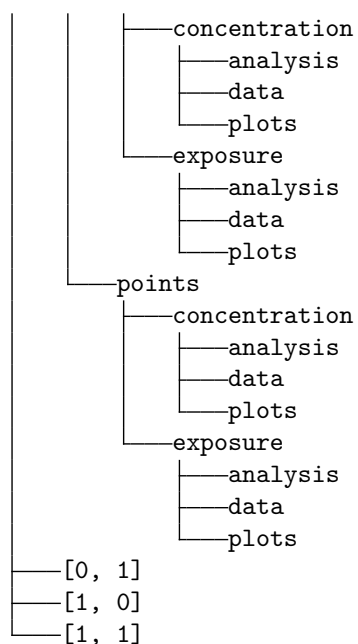 concentration
analysis
data
plots
exposure
analysis
data
plots
points
concentration
analysis
data
plots
exposure
analysis
data
plots
[0, 1]
[1, 0]
[1, 1]